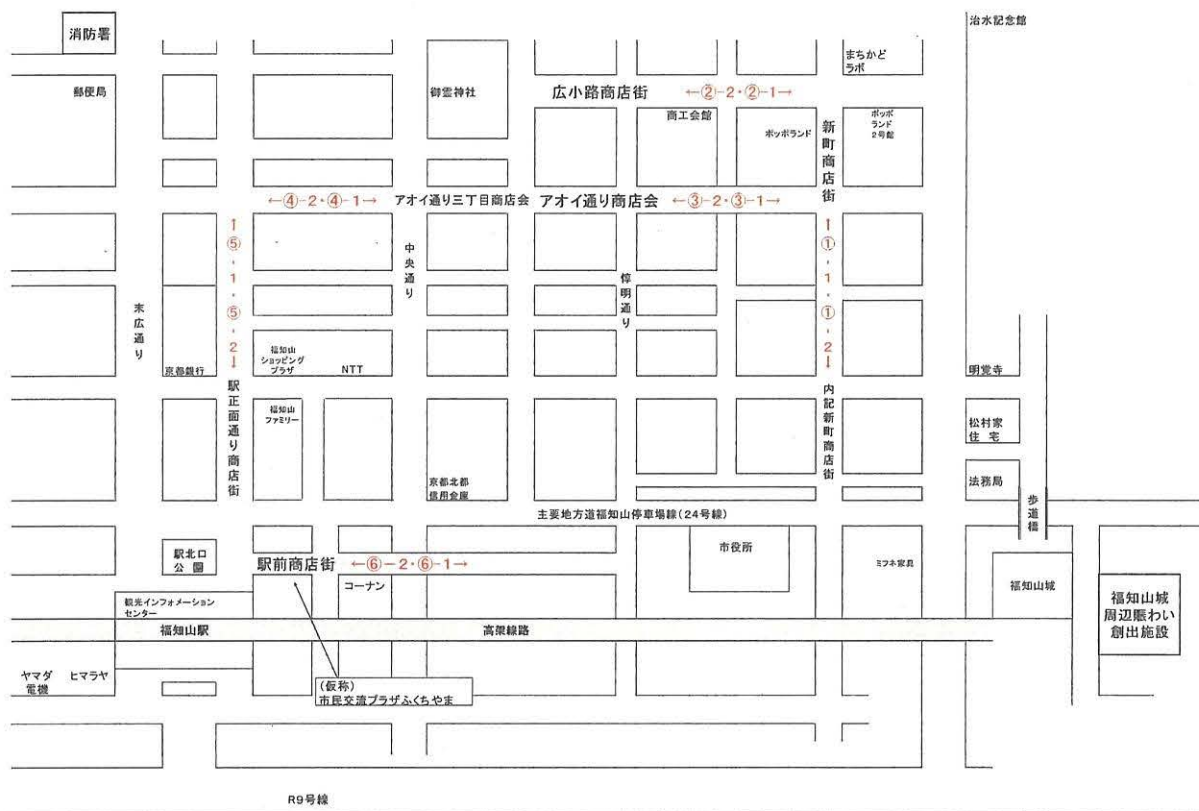 消防署
治水記念館
まちかど
ラボ
郵便局
御霊神社
広小路商店街 ←②-2・②-1→
商工会館
ポッポランド
ポッポ
ランド
2号館
新町商店街
←④-2・④-1→ アオイ通り三丁目商店会 アオイ通り商店会 ←③-2・③-1→
←⑤-1・⑤-2→
中央通り
惇明通り
←①-1・①-2→
末広通り
京都銀行
福知山
ショッピング
プラザ
NTT
明覚寺
駅正面通り商店街
福知山
ファミリー
内記新町商店街
松村家
住宅
京都北都
信用金庫
法務局
歩道橋
主要地方道福知山停車場線(24号線)
市役所
駅北口
公園
駅前商店街 ←⑥-2・⑥-1→
ミフネ家具
コーナン
福知山城
福知山城
周辺賑わい
創出施設
観光インフォメーション
センター
福知山駅
高架線路
ヤマダ
電機
ヒマラヤ
(仮称)
市民交流プラザふくちやま
R9号線